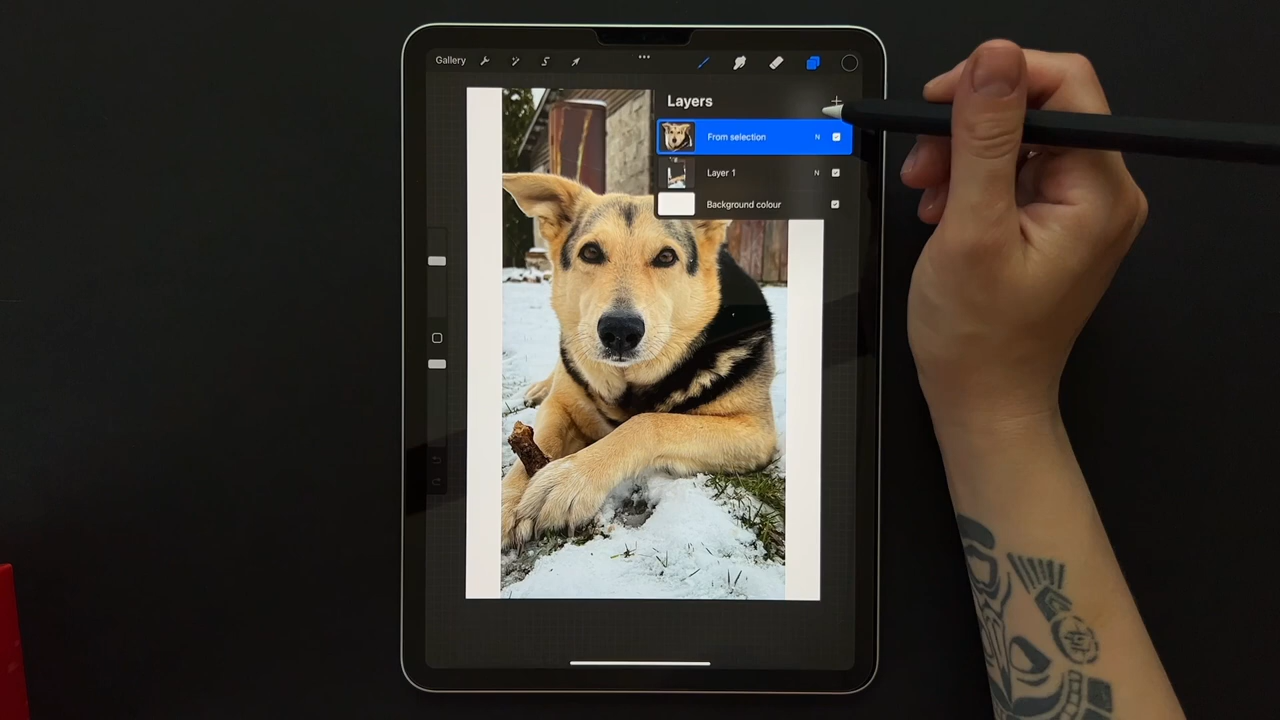 Gallery
Layers
From selection N
Layer 1 N
Background colour